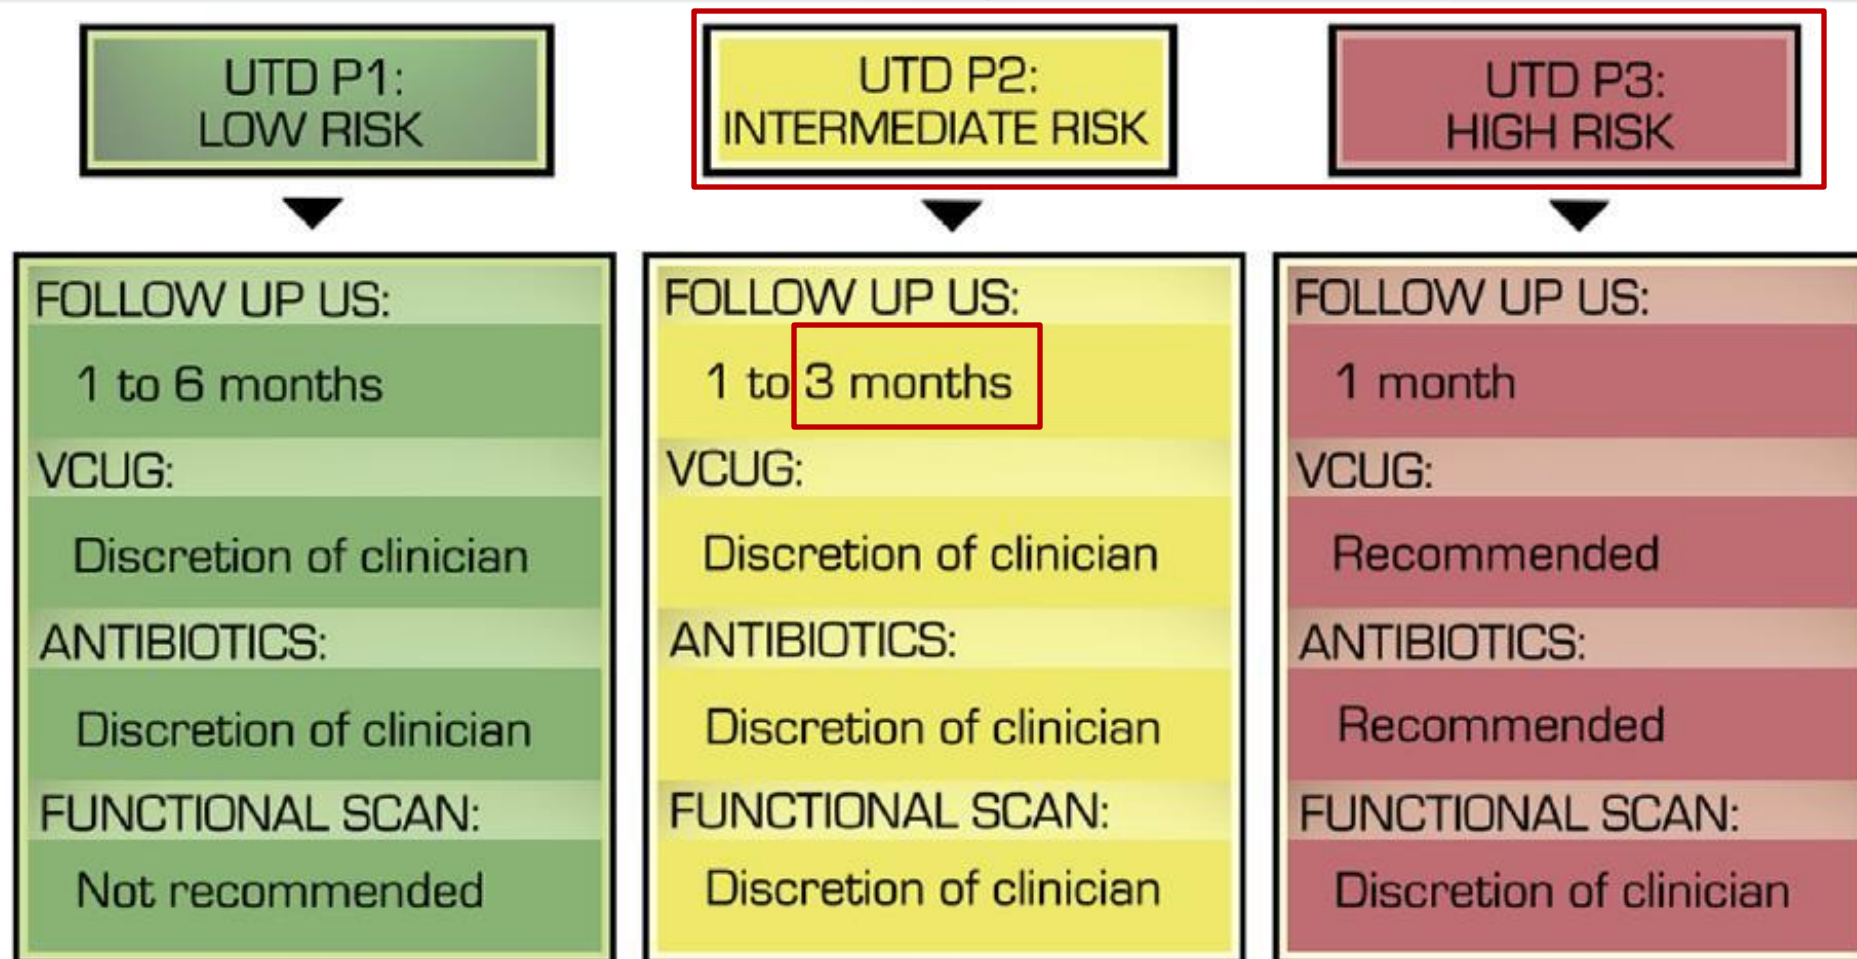 UTD P1:
LOW RISK
UTD P2:
INTERMEDIATE RISK
UTD P3:
HIGH RISK
FOLLOW UP US:
1 to 6 months
VCUG:
Discretion of clinician
ANTIBIOTICS:
Discretion of clinician
FUNCTIONAL SCAN:
Not recommended
FOLLOW UP US:
1 to 3 months
VCUG:
Discretion of clinician
ANTIBIOTICS:
Discretion of clinician
FUNCTIONAL SCAN:
Discretion of clinician
FOLLOW UP US:
1 month
VCUG:
Recommended
ANTIBIOTICS:
Recommended
FUNCTIONAL SCAN:
Discretion of clinician